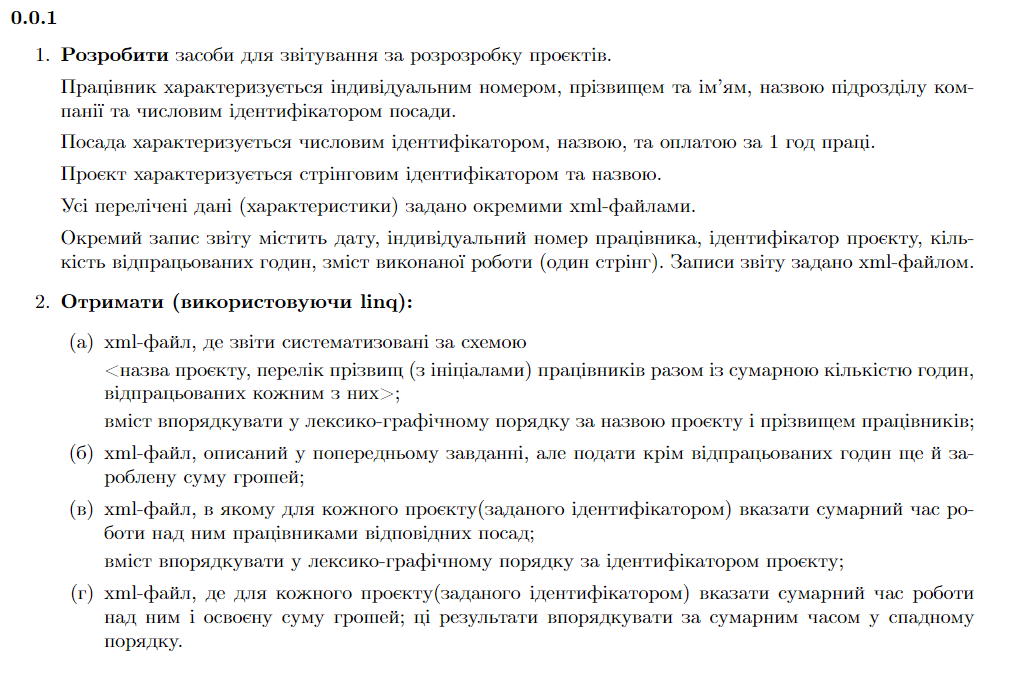 0.0.1
1. Розробити засоби для звітування за розрозробку проєктів.
Працівник характеризується індивідуальним номером, прізвищем та ім’ям, назвою підрозділу ком-
панії та числовим ідентифікатором посади.
Посада характеризується числовим ідентифікатором, назвою, та оплатою за 1 год праці.
Проєкт характеризується стрінговим ідентифікатором та назвою.
Усі перелічені дані (характеристики) задано окремими xml-файлами.
Окремий запис звіту містить дату, індивідуальний номер працівника, ідентифікатор проєкту, кіль-
кість відпрацьованих годин, зміст виконаної роботи (один стрінг). Записи звіту задано xml-файлом.
2. Отримати (використовуючи linq):
(а) xml-файл, де звіти систематизовані за схемою
<назва проєкту, перелік прізвищ (з ініціалами) працівників разом із сумарною кількістю годин,
відпрацьованих кожним з них>;
вміст впорядкувати у лексико-графічному порядку за назвою проєкту і прізвищем працівників;
(б) xml-файл, описаний у попередньому завданні, але подати крім відпрацьованих годин ще й за-
роблену суму грошей;
(в) xml-файл, в якому для кожного проєкту(заданого ідентифікатором) вказати сумарний час ро-
боти над ним працівниками відповідних посад;
вміст впорядкувати у лексико-графічному порядку за ідентифікатором проєкту;
(г) xml-файл, де для кожного проєкту(заданого ідентифікатором) вказати сумарний час роботи
над ним і освоєну суму грошей; ці результати впорядкувати за сумарним часом у спадному
порядку.